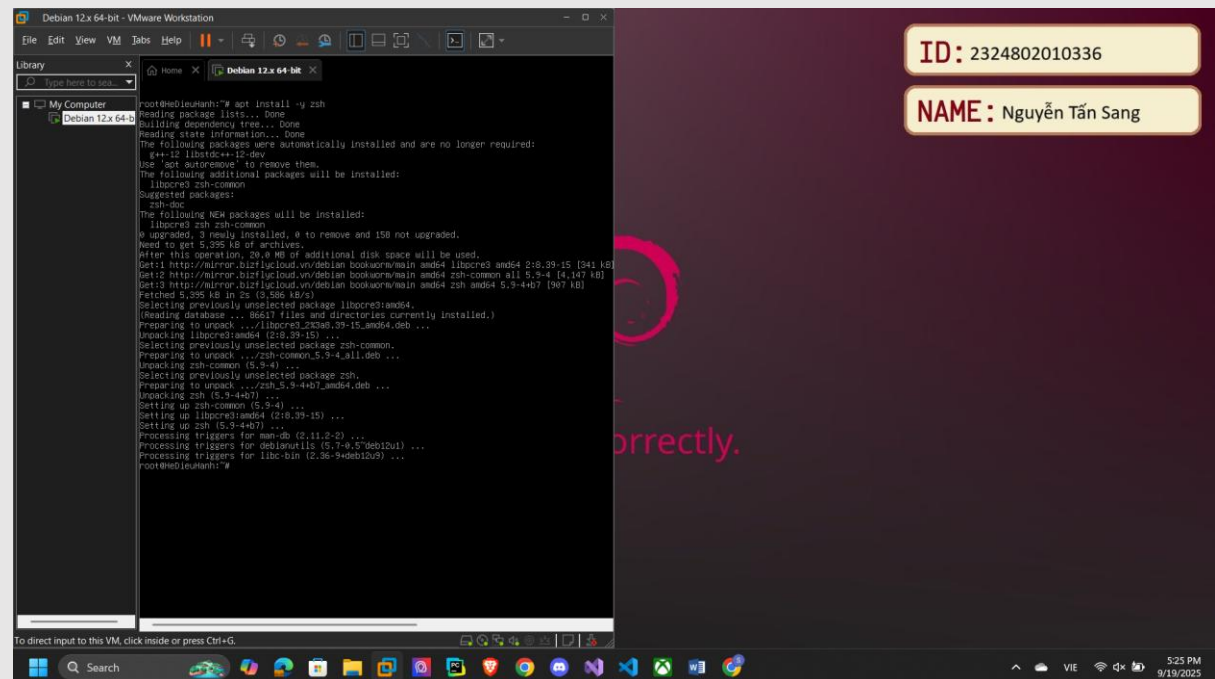 Debian 12.x 64-bit - VMware Workstation
File Edit View VM Tabs Help
Library
Type here to sea...
My Computer
Debian 12.x 64-b
Home
Debian 12.x 64-bit
root@HeDieuHanh:~# apt install -y zsh
Reading package lists... Done
Building dependency tree... Done
Reading state information... Done
The following packages were automatically installed and are no longer required:
g++-12 libstdc++-12-dev
Use 'apt autoremove' to remove them.
The following additional packages will be installed:
libpcre3 zsh-common
Suggested packages:
zsh-doc
The following NEW packages will be installed:
libpcre3 zsh zsh-common
0 upgraded, 3 newly installed, 0 to remove and 158 not upgraded.
Need to get 5,395 kB of archives.
After this operation, 20.0 MB of additional disk space will be used.
Get:1 http://mirror.bizflycloud.vn/debian bookworm/main amd64 libpcre3 amd64 2:8.39-15 [341 kB]
Get:2 http://mirror.bizflycloud.vn/debian bookworm/main amd64 zsh-common all 5.9-4 [4,147 kB]
Get:3 http://mirror.bizflycloud.vn/debian bookworm/main amd64 zsh amd64 5.9-4+b7 [907 kB]
Fetched 5,395 kB in 2s (3,586 kB/s)
Selecting previously unselected package libpcre3:amd64.
(Reading database ... 86617 files and directories currently installed.)
Preparing to unpack .../libpcre3_2%3a8.39-15_amd64.deb ...
Unpacking libpcre3:amd64 (2:8.39-15) ...
Selecting previously unselected package zsh-common.
Preparing to unpack .../zsh-common_5.9-4_all.deb ...
Unpacking zsh-common (5.9-4) ...
Selecting previously unselected package zsh.
Preparing to unpack .../zsh_5.9-4+b7_amd64.deb ...
Unpacking zsh (5.9-4+b7) ...
Setting up zsh-common (5.9-4) ...
Setting up libpcre3:amd64 (2:8.39-15) ...
Setting up zsh (5.9-4+b7) ...
Processing triggers for man-db (2.11.2-2) ...
Processing triggers for debianutils (5.7-0.5~deb12u1) ...
Processing triggers for libc-bin (2.36-9+deb12u9) ...
root@HeDieuHanh:~#
To direct input to this VM, click inside or press Ctrl+G.
ID: 2324802010336
NAME: Nguyễn Tấn Sang
orrectly.
Search
VIE
5:25 PM
9/19/2025